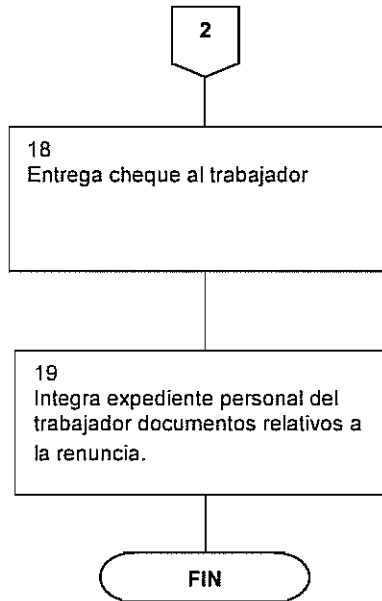 2
18
Entrega cheque al trabajador
19
Integra expediente personal del
trabajador documentos relativos a
la renuncia.
FIN